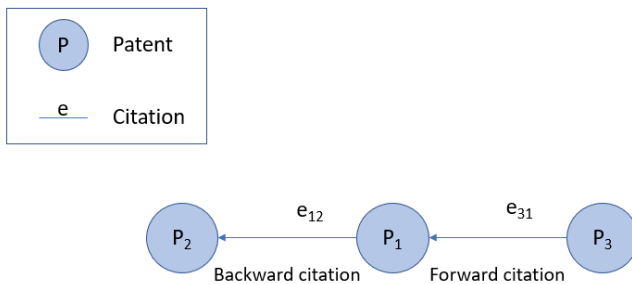 P Patent
e Citation
e12 e31
P2 P1 P3
Backward citation Forward citation